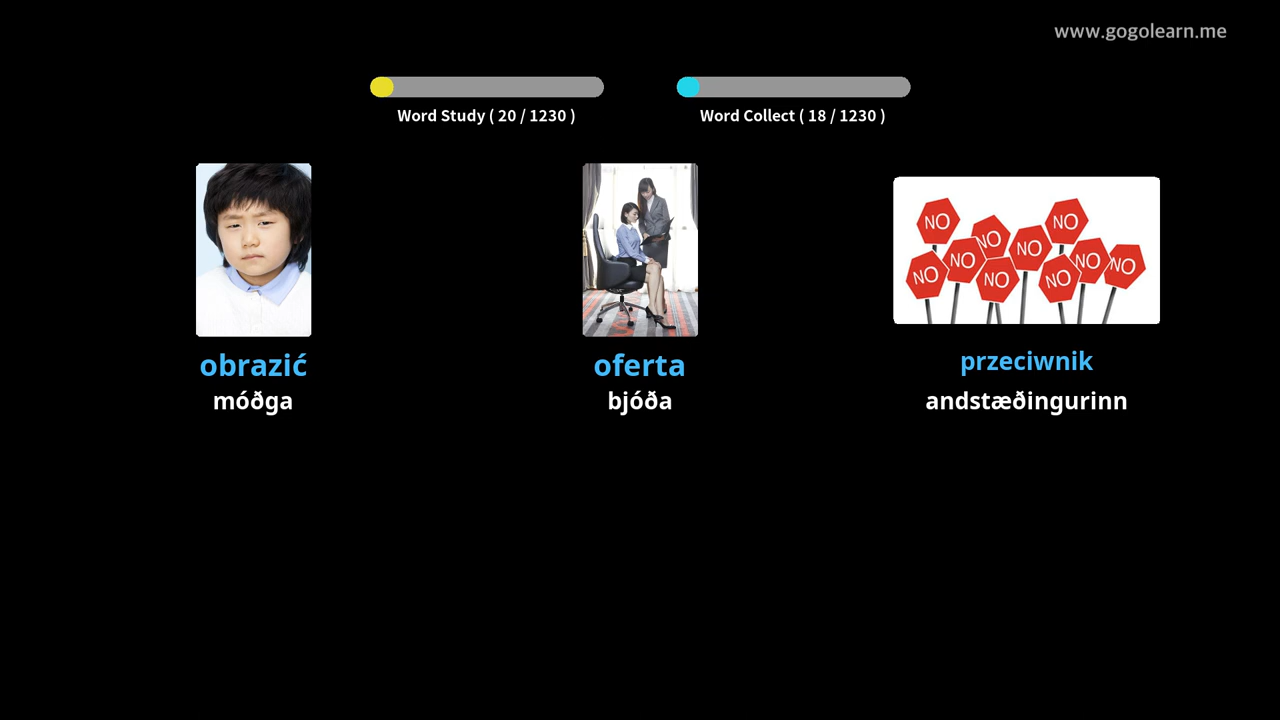 www.gogolearn.me
Word Study ( 20 / 1230 )
Word Collect ( 18 / 1230 )
NO NO NO NO NO NO NO NO NO NO
obrazić
móðga
oferta
bjóða
przeciwnik
andstæðingurinn